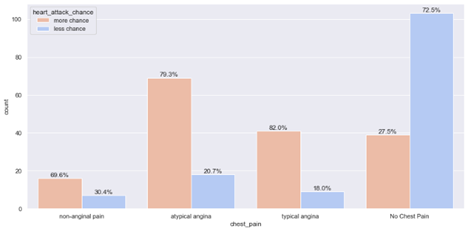 heart_attack_chance
more chance
less chance
100
80
60
40
20
0
count
69.6%
30.4%
79.3%
20.7%
82.0%
18.0%
27.5%
72.5%
non-anginal pain
atypical angina
typical angina
No Chest Pain
chest_pain